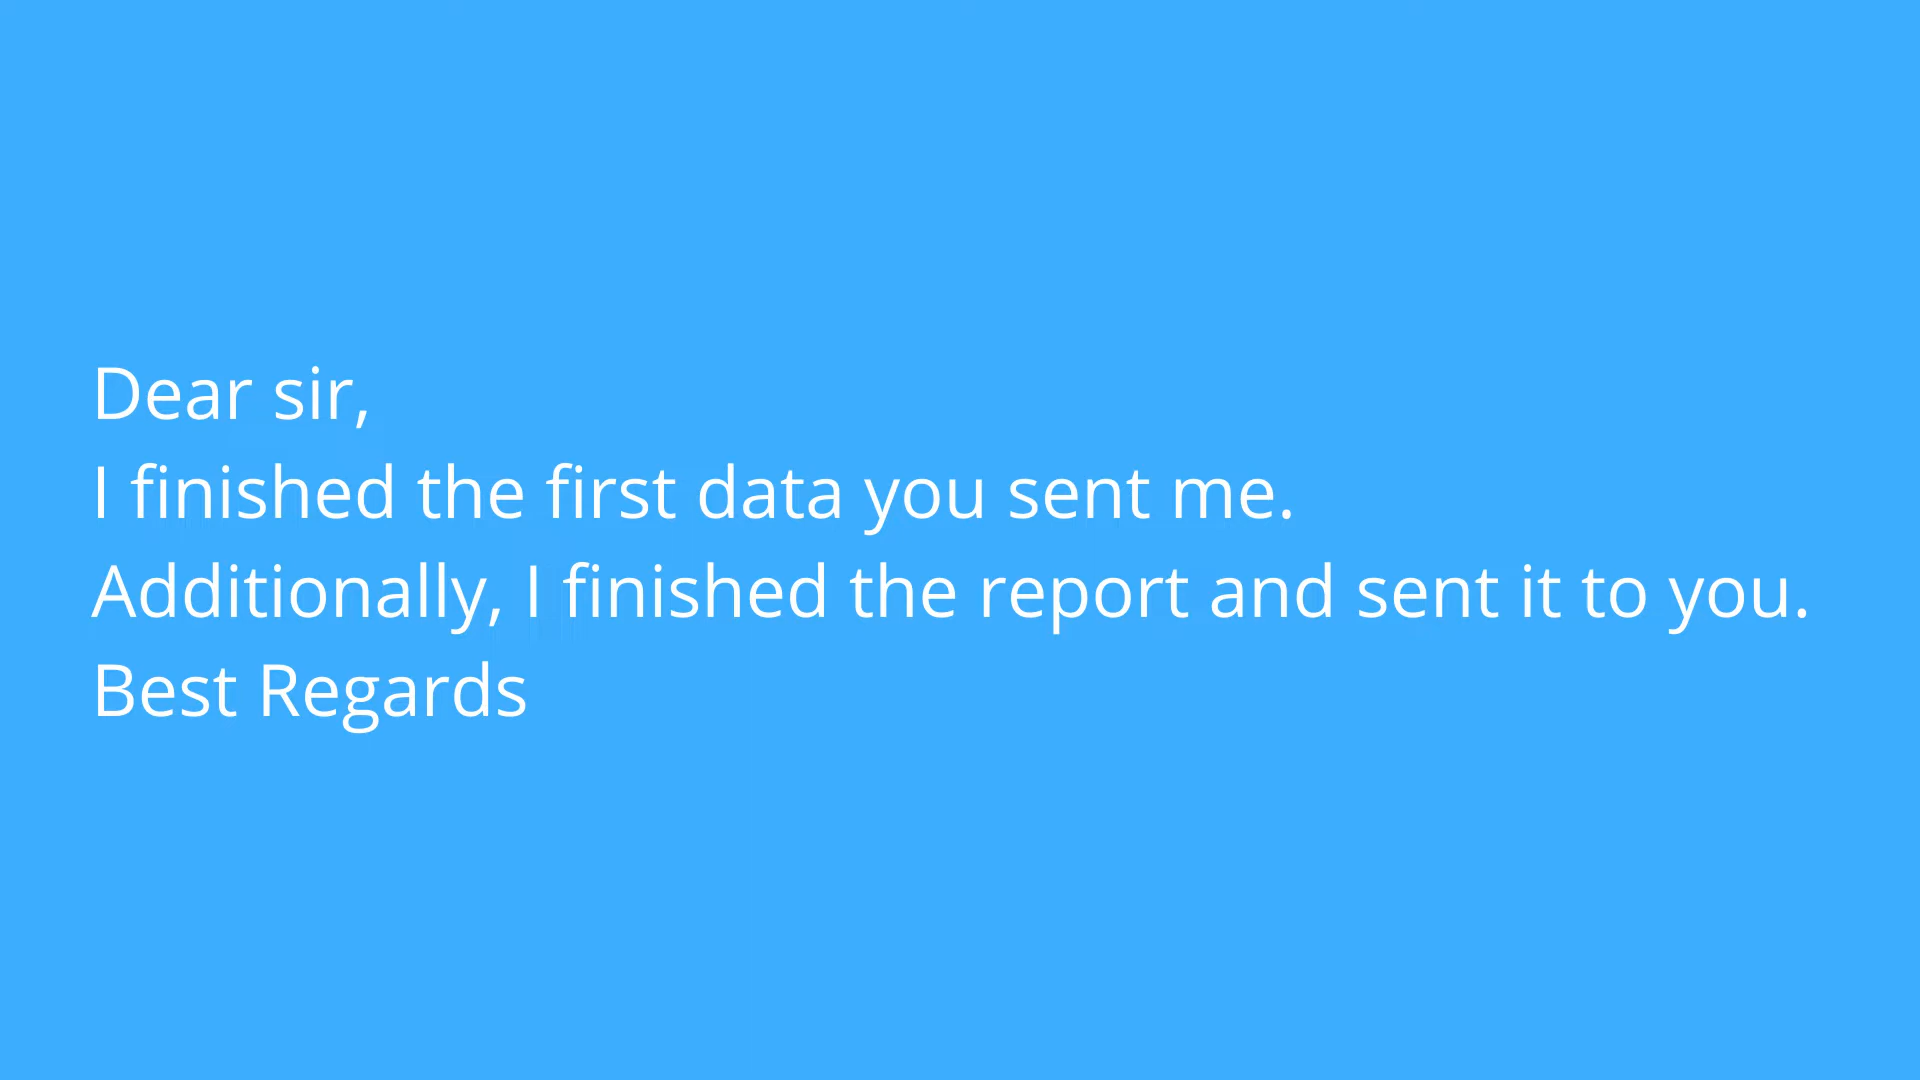 Dear sir,
I finished the first data you sent me.
Additionally, I finished the report and sent it to you.
Best Regards